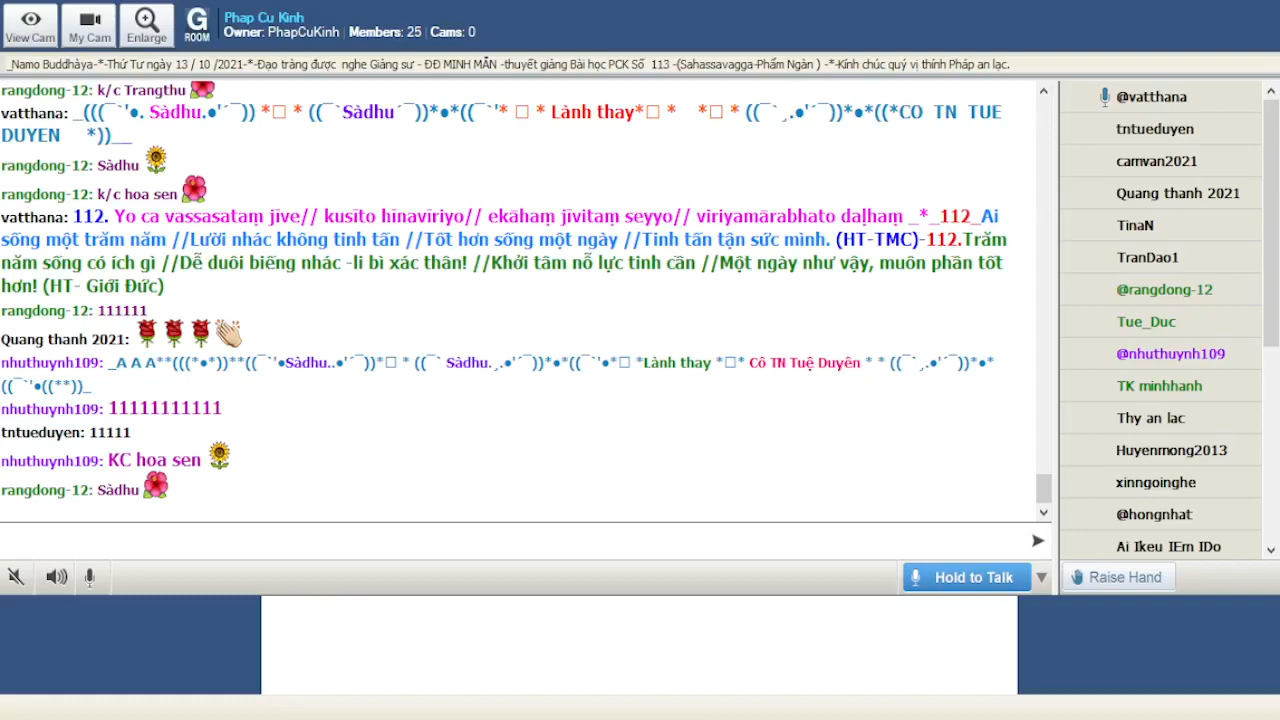 View Cam
My Cam
Enlarge
G ROOM
Phap Cu Kinh
Owner: PhapCuKinh | Members: 25 | Cams: 0
_Namo Buddhàya-*-Thứ Tư ngày 13 / 10 /2021-*-Đạo tràng được nghe Giảng sư - ĐĐ MINH MẪN -thuyết giảng Bài học PCK Số 113 -(Sahassavagga-Phẩm Ngàn ) -*-Kính chúc quý vị thính Pháp an lạc.
rangdong-12: k/c Trangthu
vatthana: _(((¯`'•. Sàdhu.•'´¯)) *□ * ((¯`Sàdhu´¯))*•*((¯`'* □ * Lành thay*□ * *□ * ((¯¸.•'´¯))*•*((*CO TN TUE
DUYEN *))__
rangdong-12: Sàdhu
rangdong-12: k/c hoa sen
vatthana: 112. Yo ca vassasataṃ jīve// kusīto hīnavīriyo// ekāhaṃ jīvitaṃ seyyo// vīriyamārabhato daḷhaṃ _*_112_Ai
sống một trăm năm //Lười nhác không tinh tấn //Tốt hơn sống một ngày //Tinh tấn tận sức mình. (HT-TMC)-112.Trăm
năm sống có ích gì //Dễ duôi biếng nhác -li bì xác thân! //Khởi tâm nỗ lực tinh cần //Một ngày như vậy, muôn phần tốt
hơn! (HT- Giới Đức)
rangdong-12: 111111
Quang thanh 2021:
nhuthuynh109: _A A A**(((*•*))**((¯`'•Sàdhu..•'´¯))*□ * ((¯` Sàdhu.¸.•'´¯))*•*((¯`'•*□ *Lành thay *□* Cô TN Tuệ Duyên * * ((¯¸.•'´¯))*•*
((¯`'•((**))_
nhuthuynh109: 11111111111
tntueduyen: 11111
nhuthuynh109: KC hoa sen
rangdong-12: Sàdhu
Hold to Talk
@vatthana
tntueduyen
camvan2021
Quang thanh 2021
TinaN
TranDao1
@rangdong-12
Tue_Duc
@nhuthuynh109
TK minhhanh
Thy an lac
Huyenmong2013
xinngoinghe
@hongnhat
Ai Ikeu IEm IDo
Raise Hand